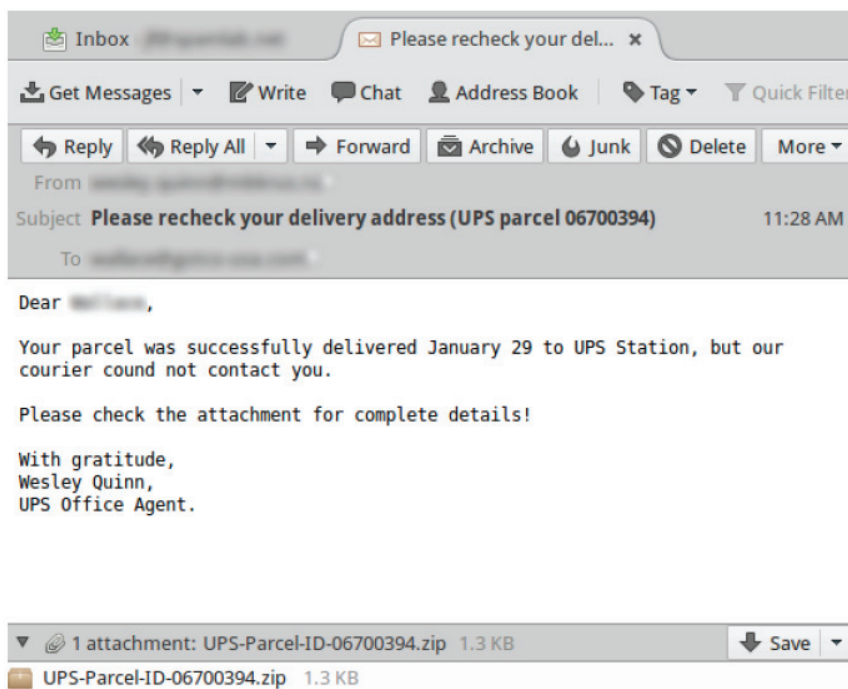 Inbox
Please recheck your del... ×
Get Messages Write Chat Address Book Tag Quick Filter
Reply Reply All Forward Archive Junk Delete More
From
Subject Please recheck your delivery address (UPS parcel 06700394) 11:28 AM
To
Dear ,
Your parcel was successfully delivered January 29 to UPS Station, but our
courier cound not contact you.
Please check the attachment for complete details!
With gratitude,
Wesley Quinn,
UPS Office Agent.
1 attachment: UPS-Parcel-ID-06700394.zip 1.3 KB Save
UPS-Parcel-ID-06700394.zip 1.3 KB